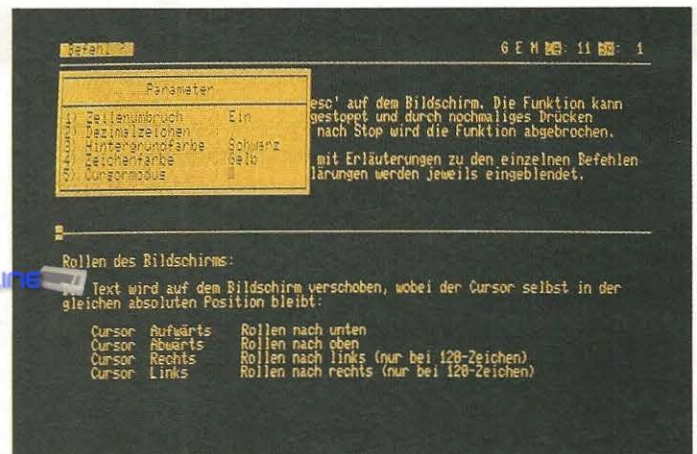 Befehl ?
G E M ZE: 11 SP: 1
Parameter
1) Zeilenumbruch Ein
2) Dezimalzeichen
3) Hintergrundfarbe Schwarz
4) Zeichenfarbe Gelb
5) Cursormodus
esc' auf dem Bildschirm. Die Funktion kann
gestoppt und durch nochmaliges Drücken
nach Stop wird die Funktion abgebrochen.
mit Erläuterungen zu den einzelnen Befehlen
lärungen werden jeweils eingeblendet.
Rollen des Bildschirms:
Text wird auf dem Bildschirm verschoben, wobei der Cursor selbst in der
gleichen absoluten Position bleibt:
Cursor Aufwärts Rollen nach unten
Cursor Abwärts Rollen nach oben
Cursor Rechts Rollen nach links (nur bei 120-Zeichen)
Cursor Links Rollen nach rechts (nur bei 120-Zeichen)